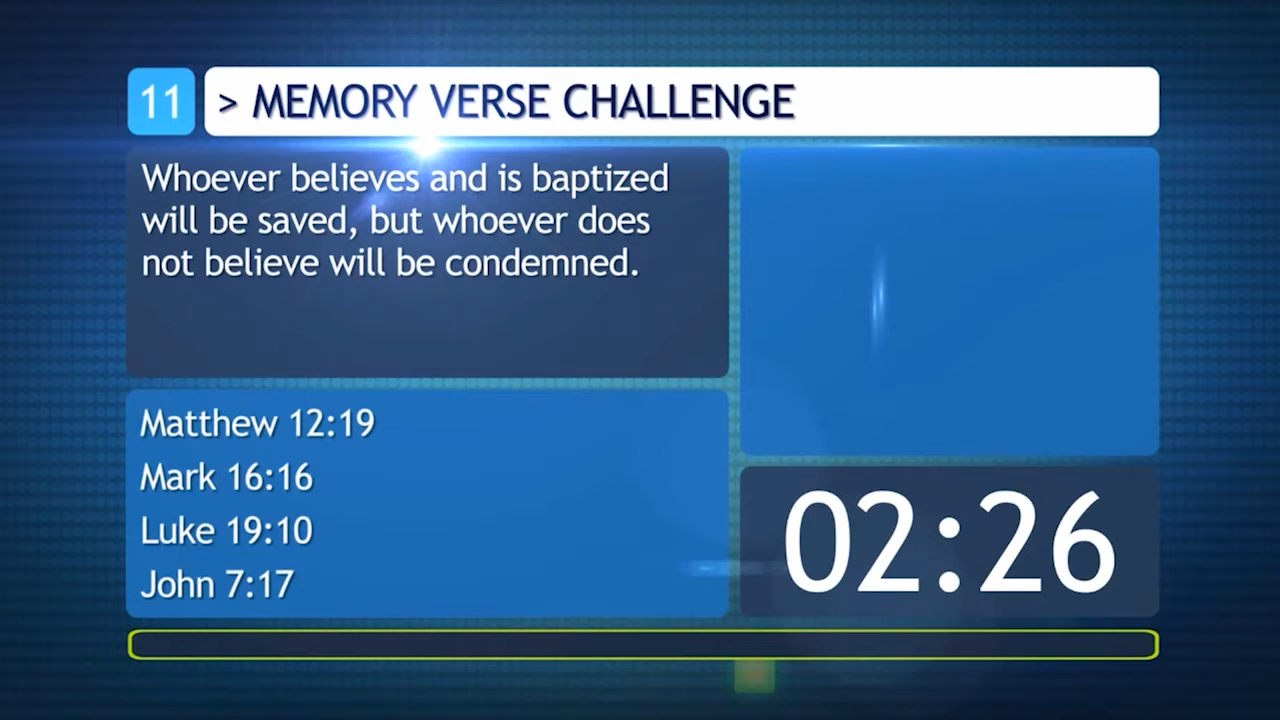 11 > MEMORY VERSE CHALLENGE
Whoever believes and is baptized
will be saved, but whoever does
not believe will be condemned.
Matthew 12:19
Mark 16:16
Luke 19:10
John 7:17
02:26